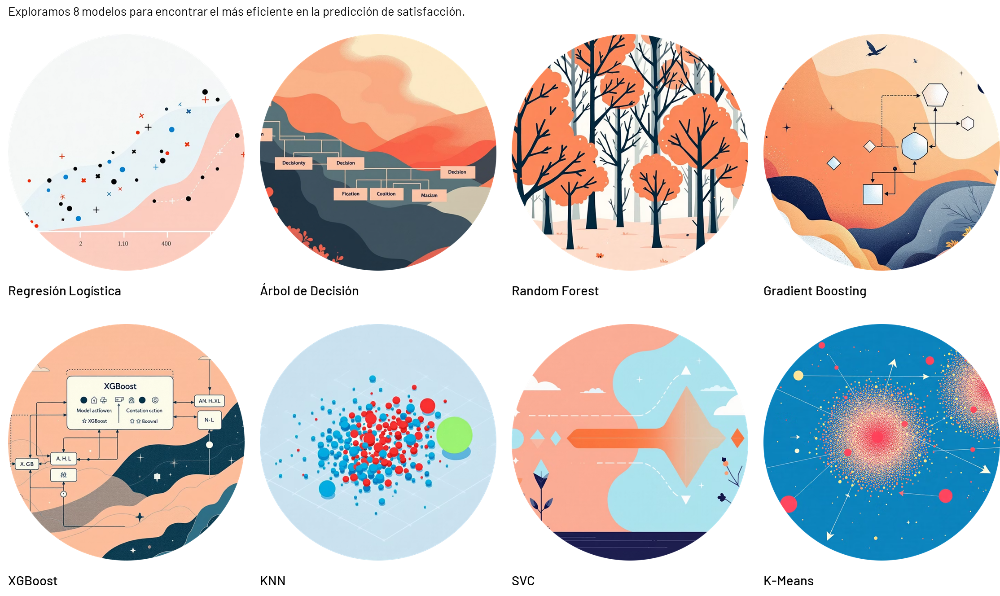 Exploramos 8 modelos para encontrar el más eficiente en la predicción de satisfacción.
2
1.10
400
n
Decisionty
Decision
Decision
Fication
Masiam
Regresión Logística
Árbol de Decisión
Random Forest
Gradient Boosting
XGBoost
AN. H..XL
Model actfower.
Contation cction
XGBoost
Boowal
N·L
A. H. L
X. GB
XGBoost
KNN
SVC
K-Means